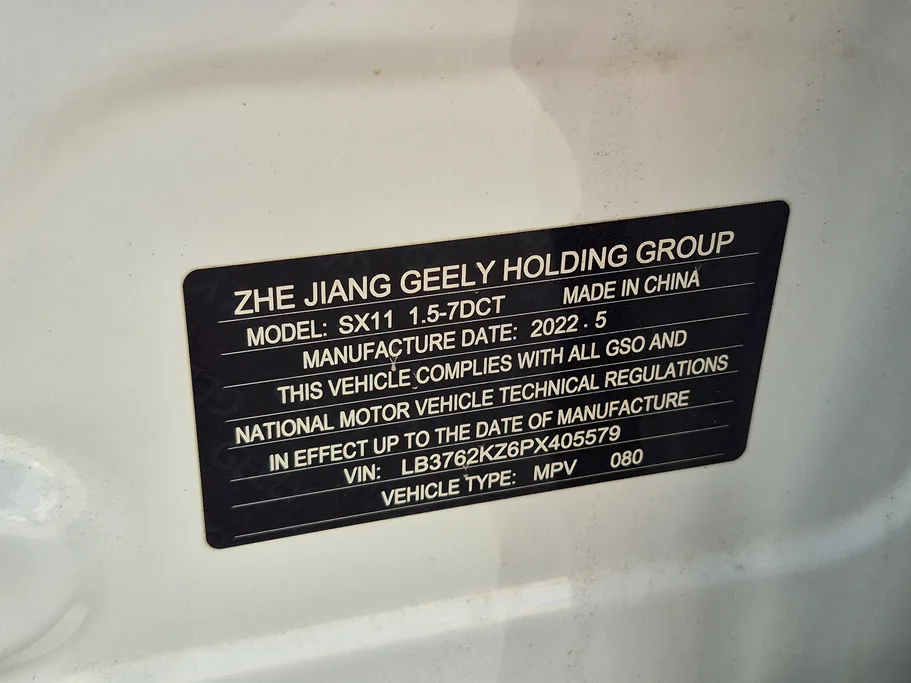 ZHE JIANG GEELY HOLDING GROUP
MODEL: SX11 1.5-7DCT MADE IN CHINA
MANUFACTURE DATE: 2022.5
THIS VEHICLE COMPLIES WITH ALL GSO AND
NATIONAL MOTOR VEHICLE TECHNICAL REGULATIONS
IN EFFECT UP TO THE DATE OF MANUFACTURE
VIN: LB3762KZ6PX405579
VEHICLE TYPE: MPV 080